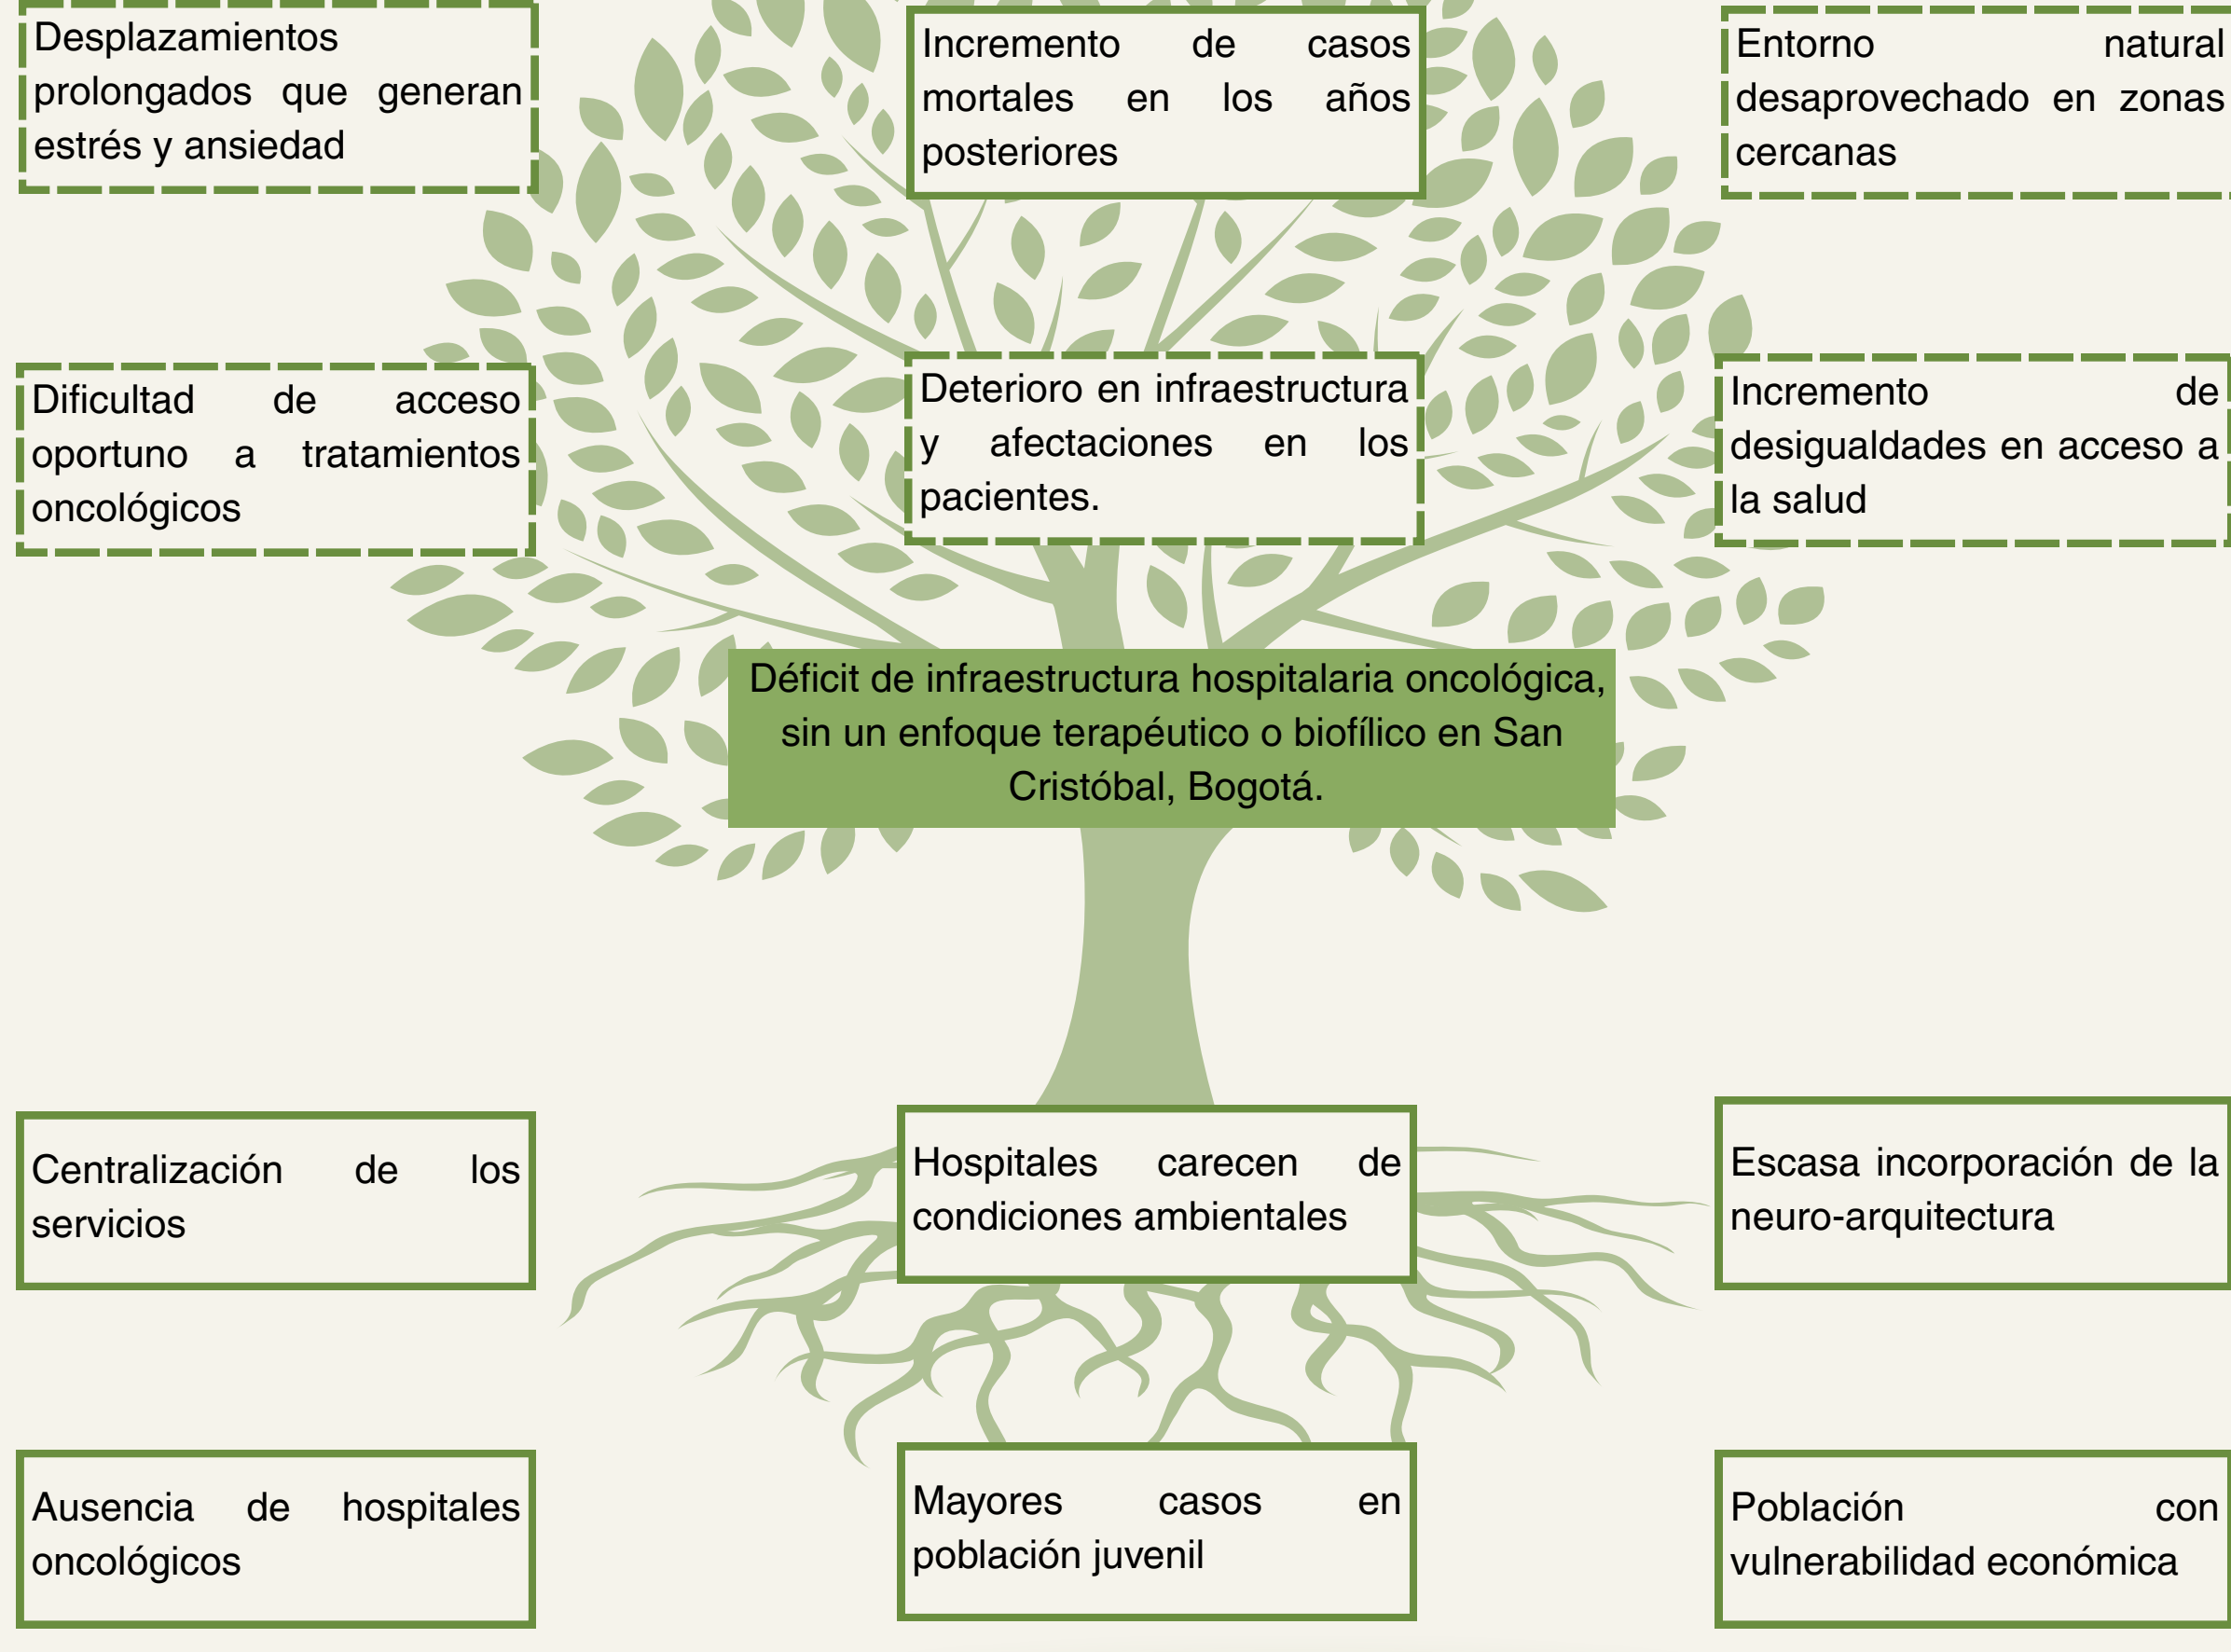 Desplazamientos
prolongados que generan
estrés y ansiedad
Incremento de casos
mortales en los años
posteriores
Entorno natural
desaprovechado en zonas
cercanas
Dificultad de acceso
oportuno a tratamientos
oncológicos
Deterioro en infraestructura
y afectaciones en los
pacientes.
Incremento de
desigualdades en acceso a
la salud
Déficit de infraestructura hospitalaria oncológica,
sin un enfoque terapéutico o biofílico en San
Cristóbal, Bogotá.
Centralización de los
servicios
Hospitales carecen de
condiciones ambientales
Escasa incorporación de la
neuro-arquitectura
Ausencia de hospitales
oncológicos
Mayores casos en
población juvenil
Población con
vulnerabilidad económica